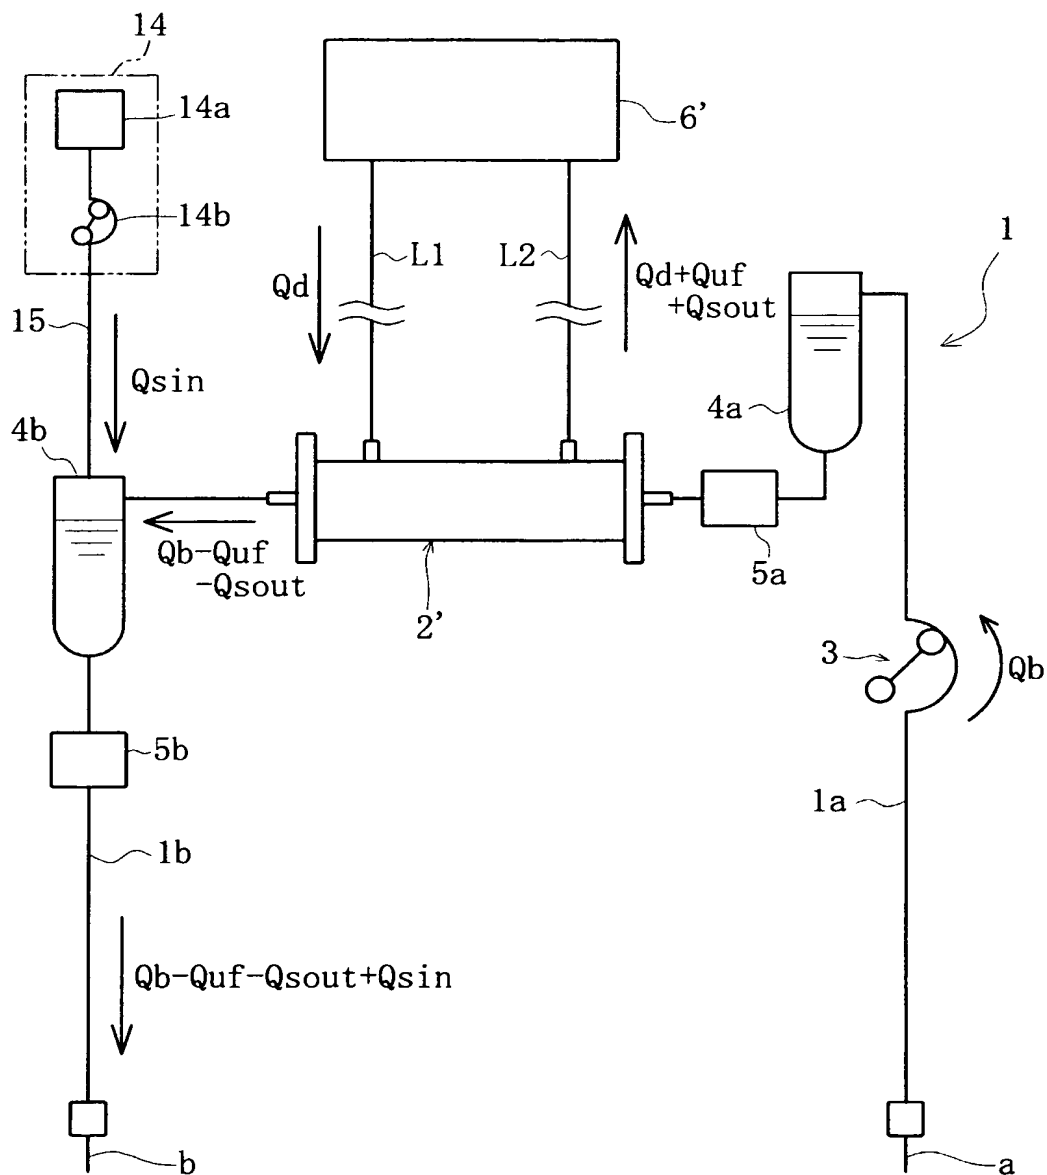 14
14a
6'
14b
L1
L2
1
Qd
Qd+Quf
+Qsout
15
Qsin
4a
4b
Qb-Quf
-Qsout
5a
2'
3
Qb
5b
1a
1b
Qb-Quf-Qsout+Qsin
b
a